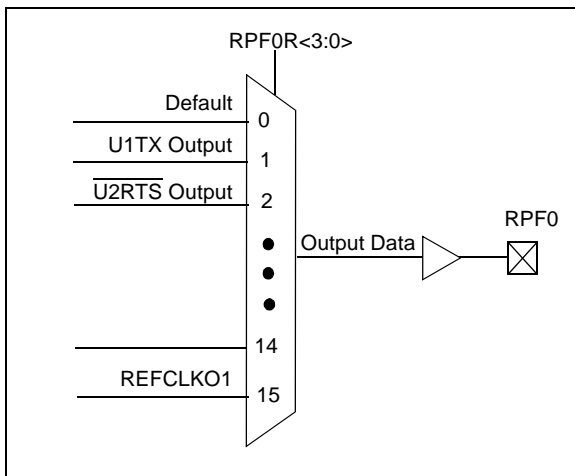 RPF0R<3:0>
Default
0
U1TX Output
1
U2RTS Output
2
RPF0
Output Data
14
REFCLKO1
15